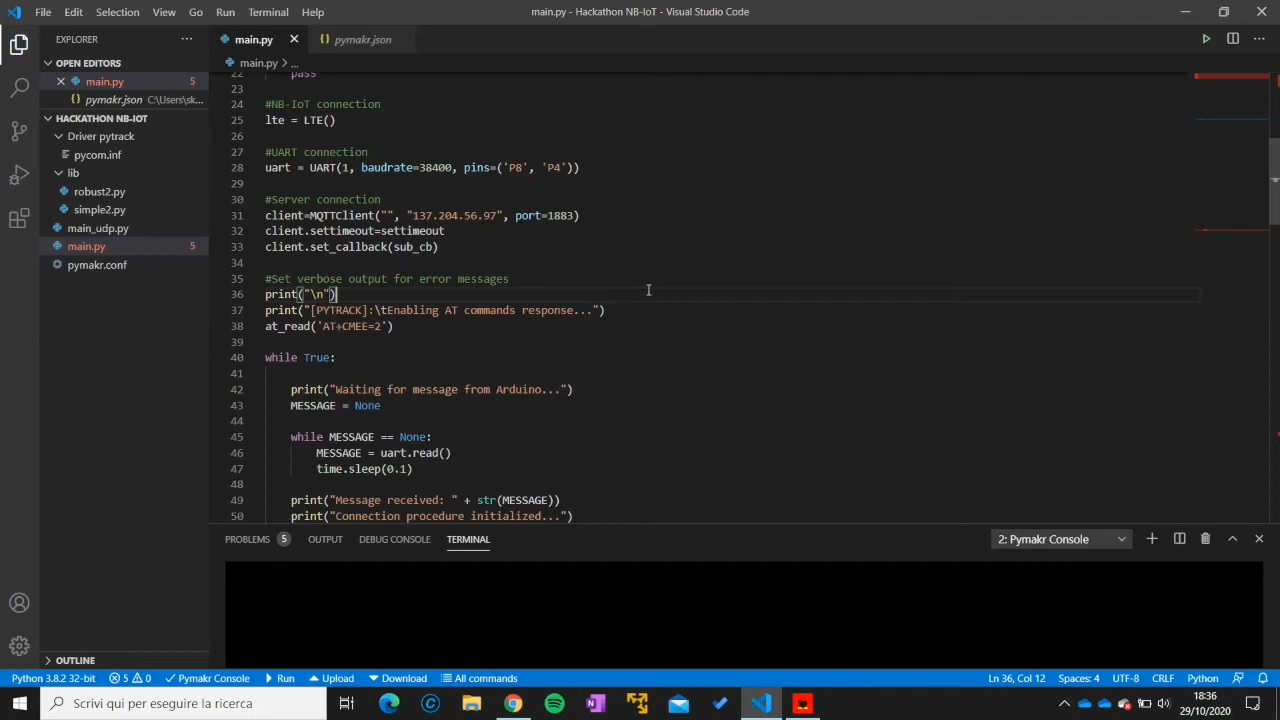 File Edit Selection View Go Run Terminal Help
main.py - Hackathon NB-IoT - Visual Studio Code
EXPLORER
OPEN EDITORS
main.py 5
pymakr.json C:\Users\sk...
HACKATHON NB-IOT
Driver pytrack
pycom.inf
lib
robust2.py
simple2.py
main_udp.py
main.py 5
pymakr.conf
OUTLINE
main.py
pymakr.json
main.py > ...
22 pass
23
24 #NB-IoT connection
25 lte = LTE()
26
27 #UART connection
28 uart = UART(1, baudrate=38400, pins=('P8', 'P4'))
29
30 #Server connection
31 client=MQTTClient("", "137.204.56.97", port=1883)
32 client.settimeout=settimeout
33 client.set_callback(sub_cb)
34
35 #Set verbose output for error messages
36 print("\n")
37 print("[PYTRACK]:\tEnabling AT commands response...")
38 at_read('AT+CMEE=2')
39
40 while True:
41
42 print("Waiting for message from Arduino...")
43 MESSAGE = None
44
45 while MESSAGE == None:
46 MESSAGE = uart.read()
47 time.sleep(0.1)
48
49 print("Message received: " + str(MESSAGE))
50 print("Connection procedure initialized...")
PROBLEMS 5 OUTPUT DEBUG CONSOLE TERMINAL
2: Pymakr Console
Python 3.8.2 32-bit 5 0 Pymakr Console Run Upload Download All commands
Ln 36, Col 12 Spaces: 4 UTF-8 CRLF Python
Scrivi qui per eseguire la ricerca
18:36
29/10/2020